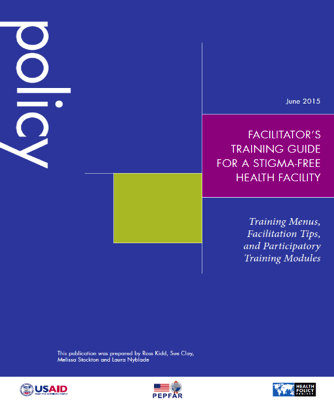 policy
June 2015
FACILITATOR'S
TRAINING GUIDE
FOR A STIGMA-FREE
HEALTH FACILITY
Training Menus,
Facilitation Tips,
and Participatory
Training Modules
This publication was prepared by Ross Kidd, Sue Clay,
Melissa Stockton and Laura Nyblade
USAID
PEPFAR
HEALTH
POLICY
PROJECT